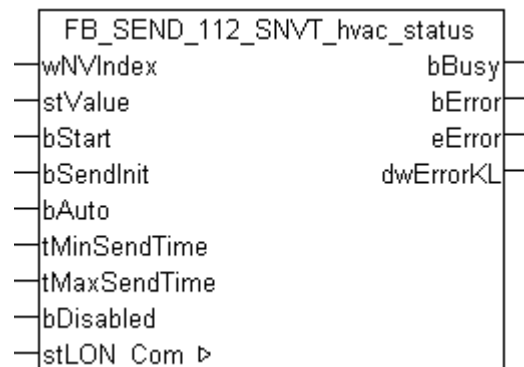 FB_SEND_112_SNVT_hvac_status
wNVIndex bBusy
stValue bError
bStart eError
bSendInit dwErrorKL
bAuto
tMinSendTime
tMaxSendTime
bDisabled
stLON_Com ▷